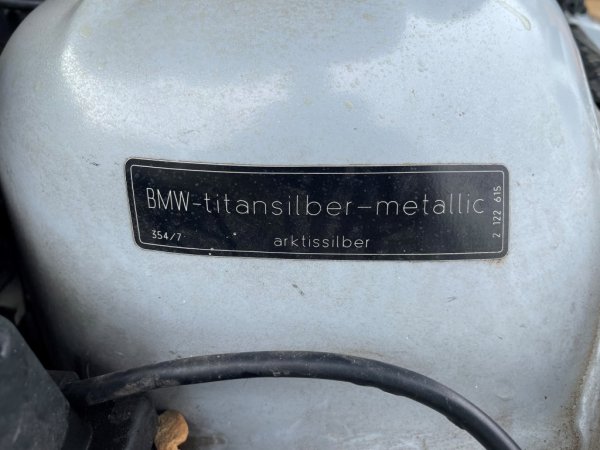 BMW-titansilber-metallic
354/7 arktissilber
2 122 615